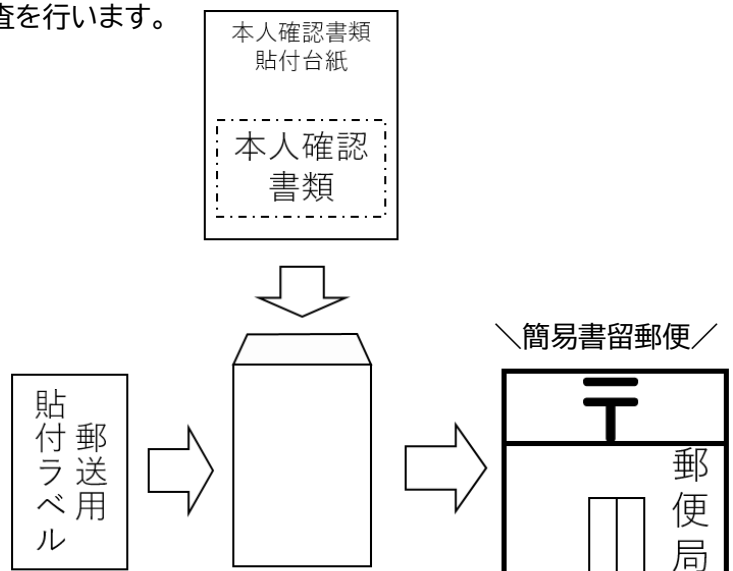 査を行います。
本人確認書類
貼付台紙
本人確認
書類
＼簡易書留郵便／
郵送用
貼付ラベル
〒
郵便局